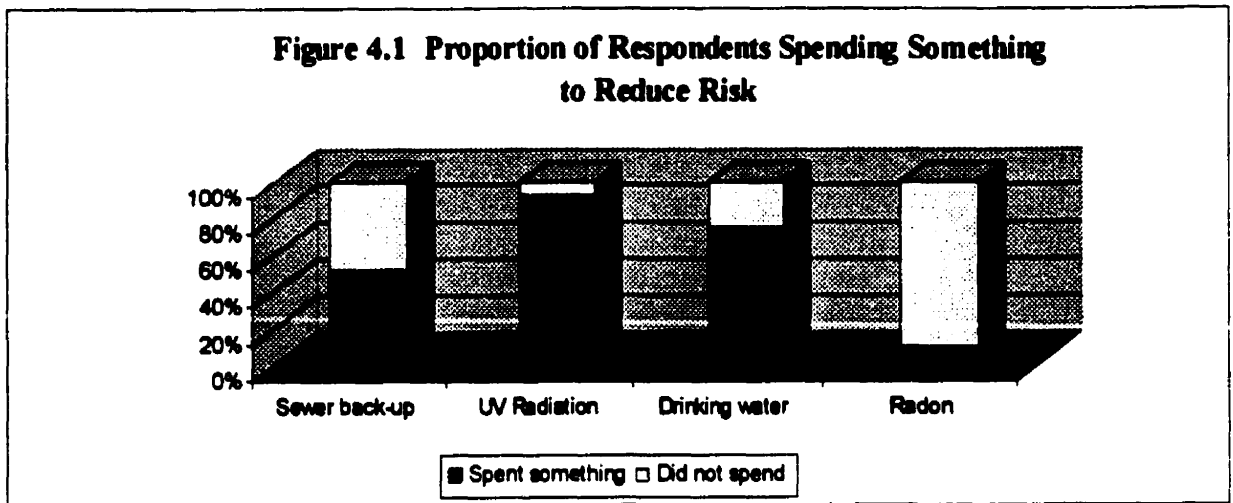 Figure 4.1 Proportion of Respondents Spending Something
to Reduce Risk
100%
80%
60%
40%
20%
0%
Sewer back-up UV Radiation Drinking water Radon
Spent something Did not spend